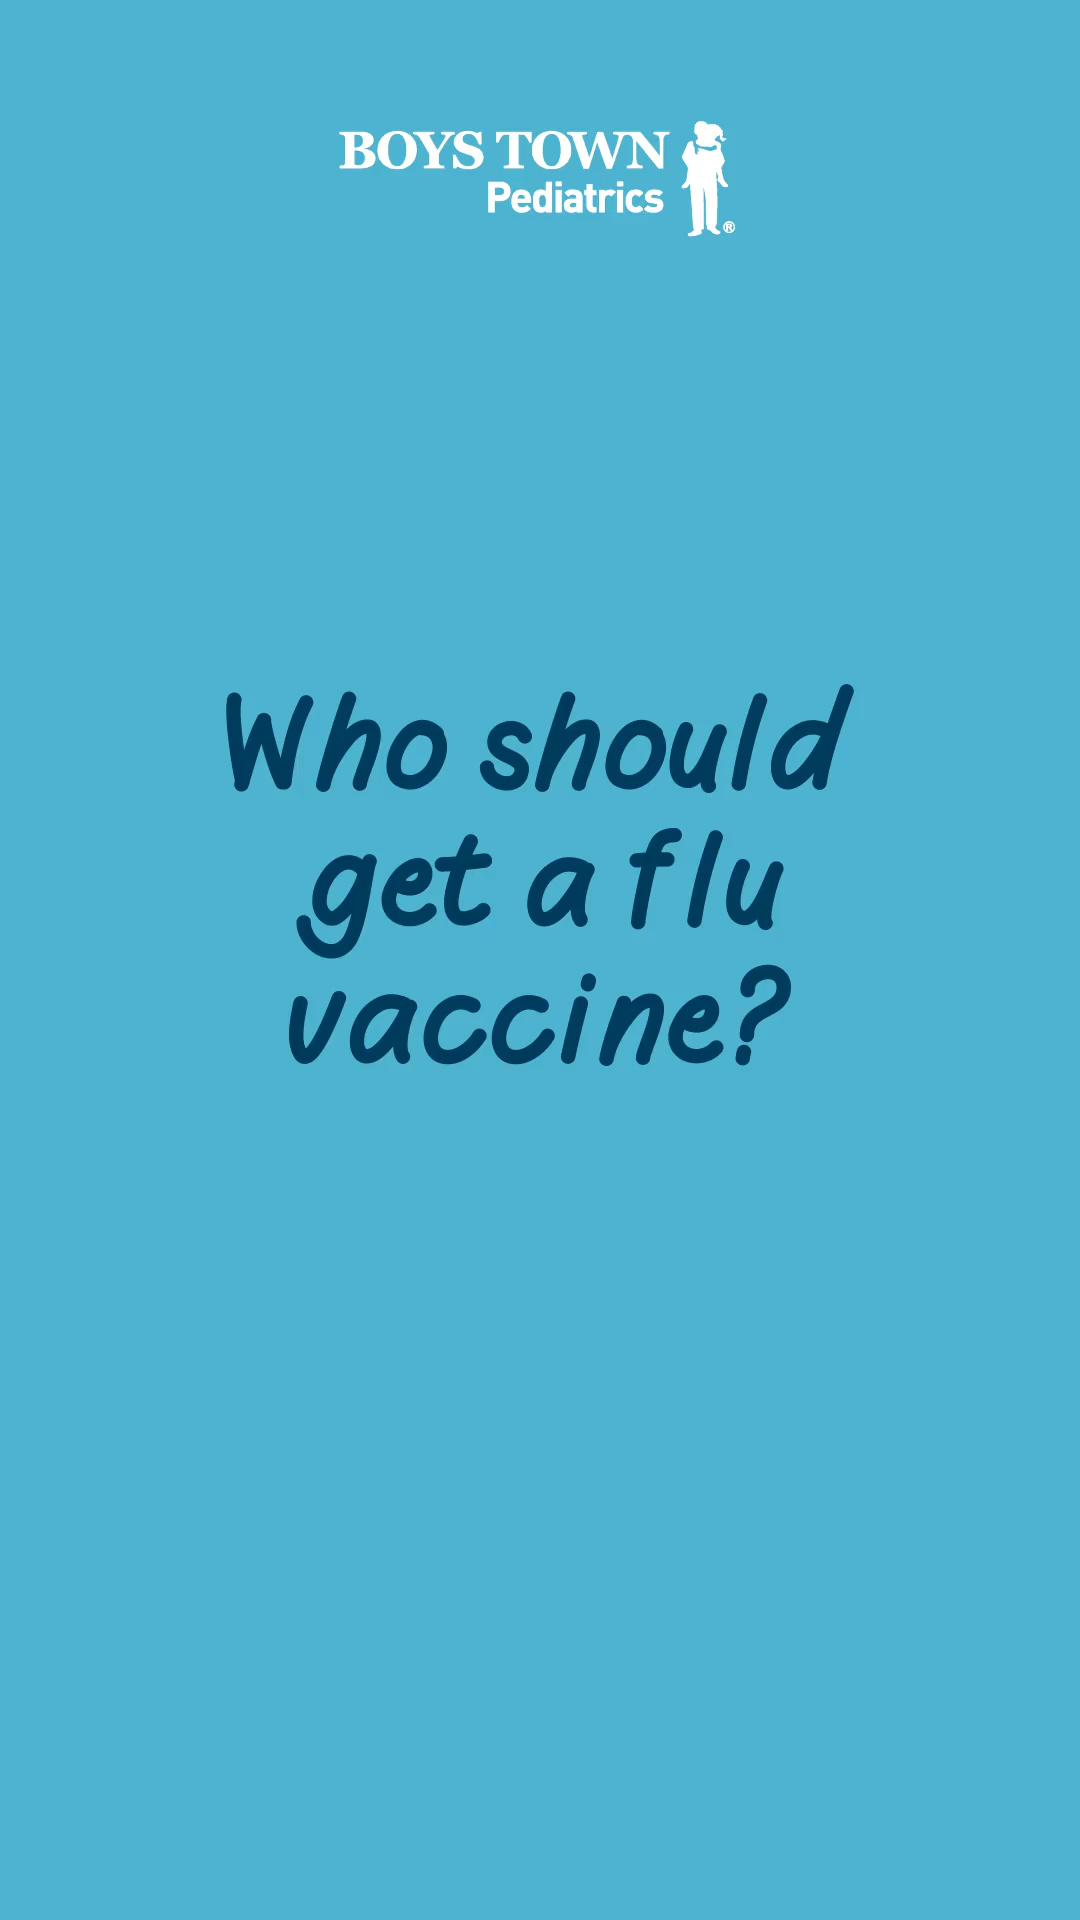 BOYS TOWN
Pediatrics
®
Who should
get a flu
vaccine?